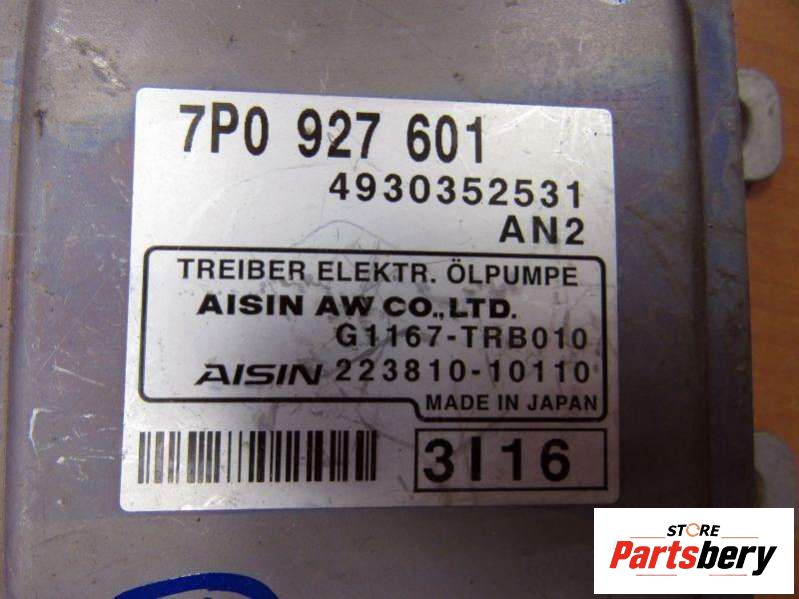 7P0 927 601
4930352531
AN2
TREIBER ELEKTR. ÖLPUMPE
AISIN AW CO.,LTD.
G1167-TRB010
AISIN 223810-10110
MADE IN JAPAN
3I16
STORE
Partsbery